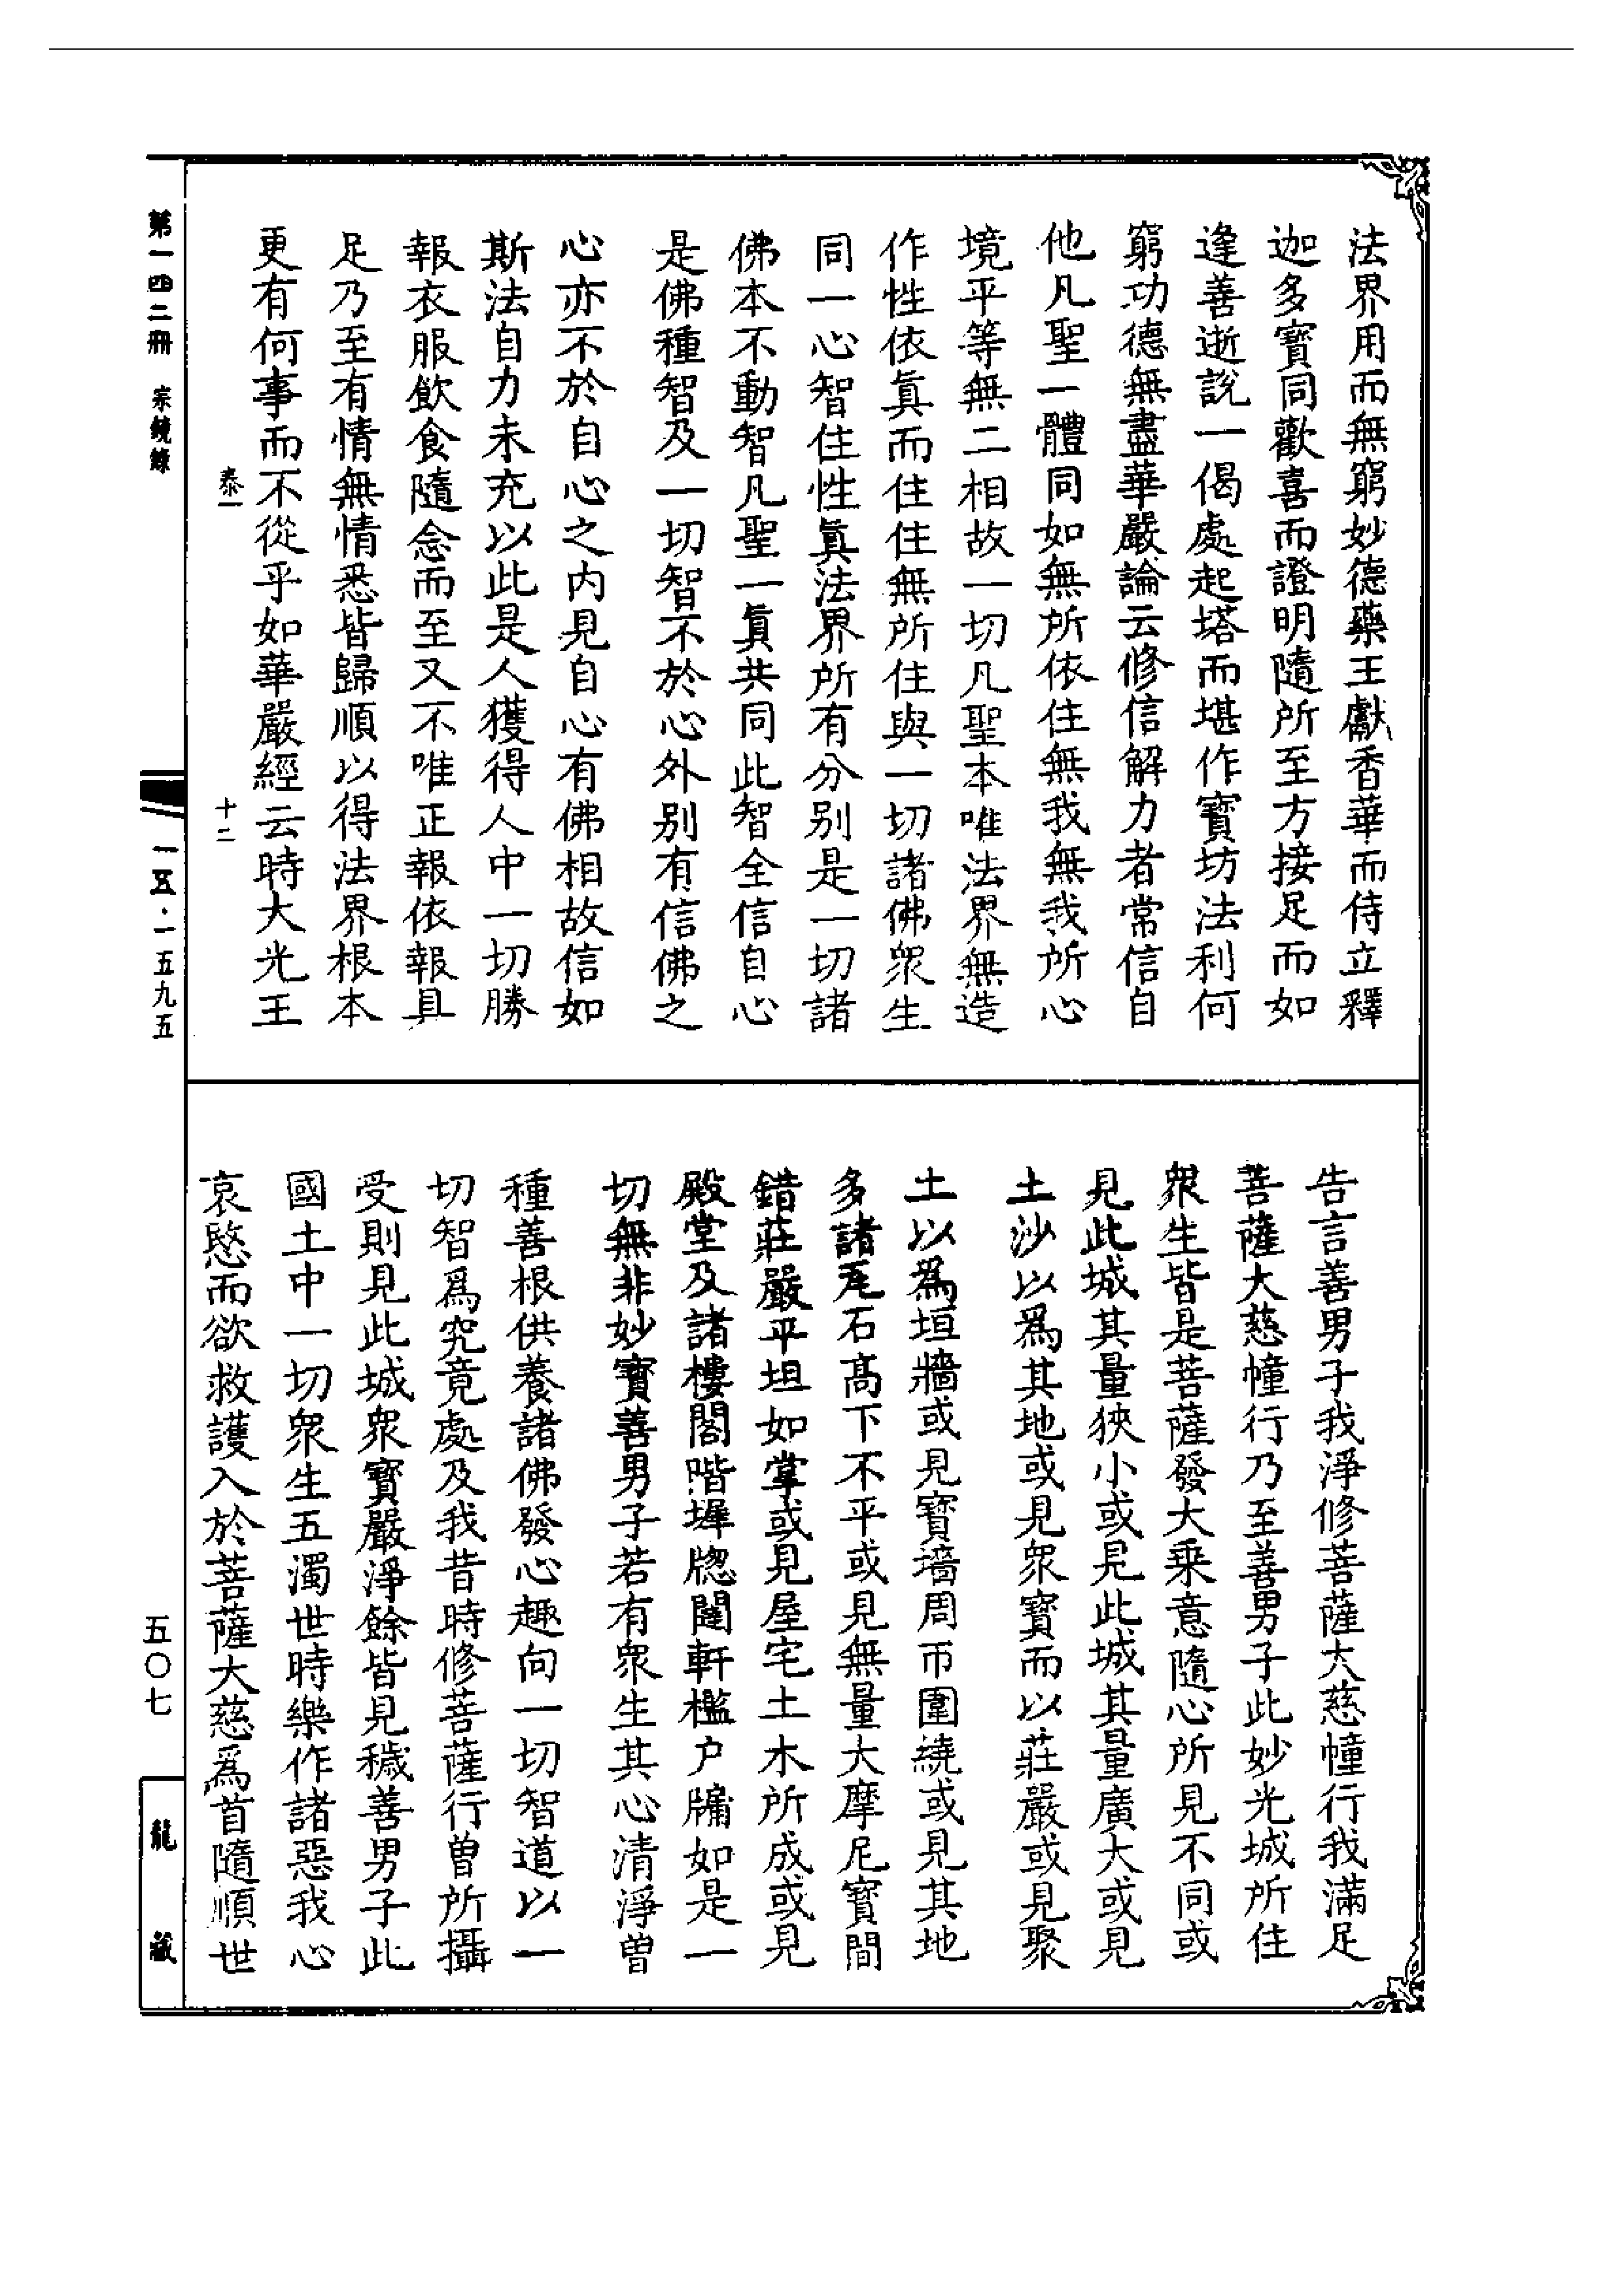 法界用而無窮妙德藥王獻香華而侍立釋
迦多寶同歡喜而證明隨所至方接足而如
逢善逝說一偈處起塔而堪作寶坊法利何
窮功德無盡華嚴論云修信解力者常信自
他凡聖一體同如無所依住無我無我所心
境平等無二相故一切凡聖本唯法界無造
作性依真而住住無所住與一切諸佛眾生
同一心智住性真法界所有分別是一切諸
佛本不動智凡聖一真共同此智全信自心
是佛種智及一切智不於心外別有信佛之
心亦不於自心之內見自心有佛相故信如
斯法自力未充以此是人獲得人中一切勝
報衣服飲食隨念而至又不唯正報依報具
足乃至有情無情悉皆歸順以得法界根本
更有何事而不從乎如華嚴經云時大光王
泰一
十二
告言善男子我淨修菩薩大慈幢行我滿足
菩薩大慈幢行乃至善男子此妙光城所住
眾生皆是菩薩發大乘意隨心所見不同或
見此城其量狹小或見此城其量廣大或見
土沙以為其地或見眾寶而以莊嚴或見聚
土以為垣牆或見寶墻周帀圍繞或見其地
多諸瓦石高下不平或見無量大摩尼寶間
錯莊嚴平坦如掌或見屋宅土木所成或見
殿堂及諸樓閣階墀牎闥軒檻戶牖如是一
切無非妙寶善男子若有眾生其心清淨曾
種善根供養諸佛發心趣向一切智道以一
切智為究竟處及我昔時修菩薩行曾所攝
受則見此城眾寶嚴淨餘皆見穢善男子此
國土中一切眾生五濁世時樂作諸惡我心
哀愍而欲救護入於菩薩大慈為首隨順世
第一四二冊 宗鏡錄
一五·一五九五
五〇七
龍藏